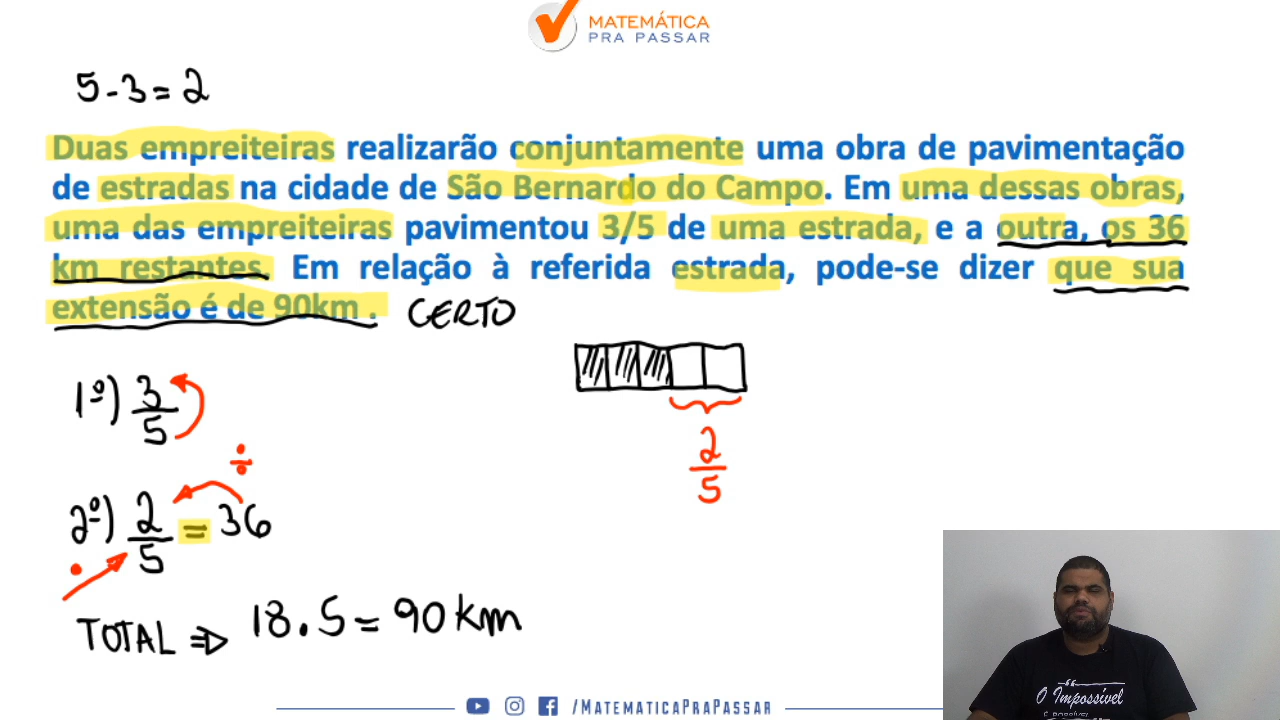 MATEMÁTICA
PRA PASSAR
5-3=2
Duas empreiteiras realizarão conjuntamente uma obra de pavimentação
de estradas na cidade de São Bernardo do Campo. Em uma dessas obras,
uma das empreiteiras pavimentou 3/5 de uma estrada, e a outra, os 36
km restantes. Em relação à referida estrada, pode-se dizer que sua
extensão é de 90km . CERTO
1º) 3/5
÷
2º) 2/5 = 36
2/5
TOTAL ⇒ 18.5=90km
/MATEMATICAPRAPASSAR
“
O Impossível